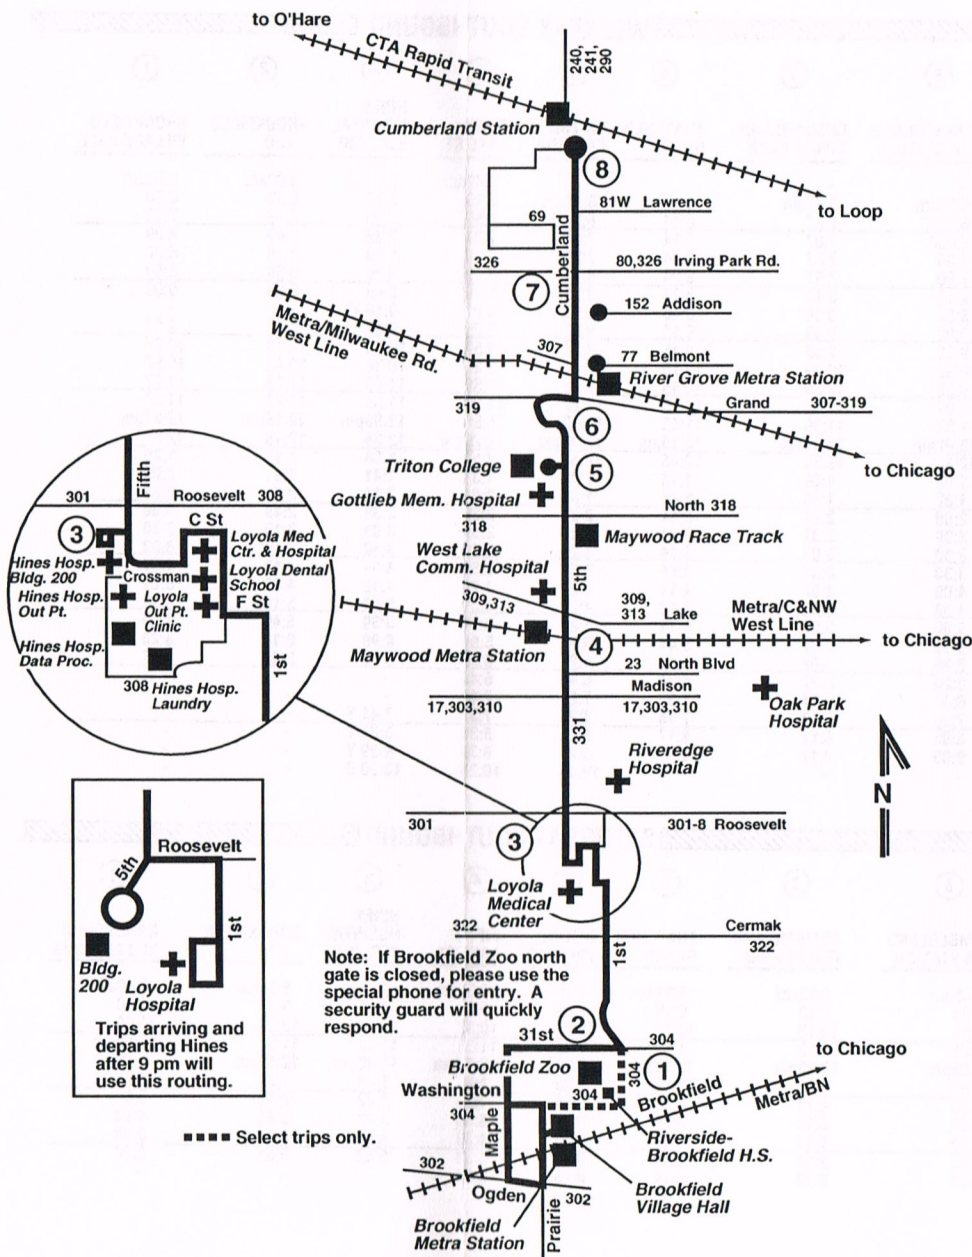 to O'Hare
CTA Rapid Transit
240,
241,
290
Cumberland Station
8
to Loop
81W Lawrence
69
326
80,326 Irving Park Rd.
Cumberland
7
152 Addison
Metra/Milwaukee Rd.
West Line
307
77 Belmont
River Grove Metra Station
319
Grand 307-319
6
to Chicago
Triton College
5
Gottlieb Mem. Hospital
North 318
318
Maywood Race Track
West Lake
Comm. Hospital
5th
309,313
309,
313 Lake
Metra/C&NW
West Line
to Chicago
Maywood Metra Station
4
23 North Blvd
Madison
17,303,310
17,303,310
Oak Park
Hospital
331
Riveredge
Hospital
N
301
301-8 Roosevelt
3
Loyola
Medical
Center
322
Cermak
322
1st
Fifth
301
Roosevelt 308
3
C St
Hines Hosp.
Bldg. 200
Crossman
Loyola Med
Ctr. & Hospital
Loyola Dental
School
Hines Hosp.
Out Pt.
Loyola
Out Pt.
Clinic
F St
Hines Hosp.
Data Proc.
1st
308 Hines Hosp.
Laundry
Roosevelt
5th
1st
Bldg.
200
Loyola
Hospital
Trips arriving and
departing Hines
after 9 pm will
use this routing.
Note: If Brookfield Zoo north
gate is closed, please use the
special phone for entry. A
security guard will quickly
respond.
2
31st
304
Brookfield Zoo
304
1
to Chicago
304
Brookfield
Metra/BN
Washington
304
Maple
Select trips only.
Riverside-
Brookfield H.S.
302
Ogden
302
Brookfield
Village Hall
Brookfield
Metra Station
Prairie